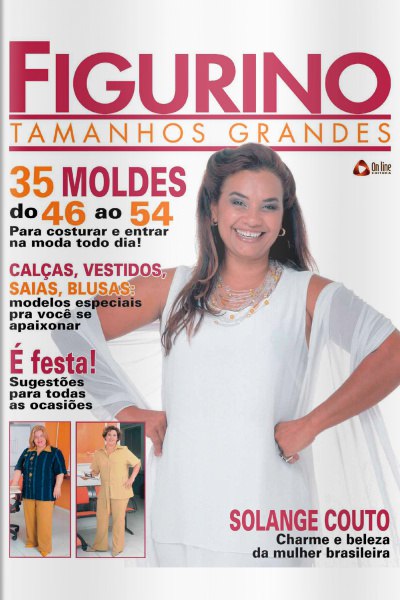 FIGURINO
TAMANHOS GRANDES
On line
EDITORA
35 MOLDES
do 46 ao 54
Para costurar e entrar
na moda todo dia!
CALÇAS, VESTIDOS,
SAIAS, BLUSAS:
modelos especiais
pra você se
apaixonar
É festa!
Sugestões
para todas
as ocasiões
SOLANGE COUTO
Charme e beleza
da mulher brasileira